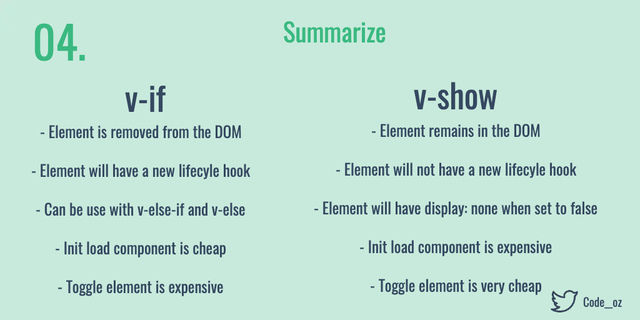 04.
Summarize
v-if
- Element is removed from the DOM
- Element will have a new lifecyle hook
- Can be use with v-else-if and v-else
- Init load component is cheap
- Toggle element is expensive
v-show
- Element remains in the DOM
- Element will not have a new lifecyle hook
- Element will have display: none when set to false
- Init load component is expensive
- Toggle element is very cheap
Code__oz